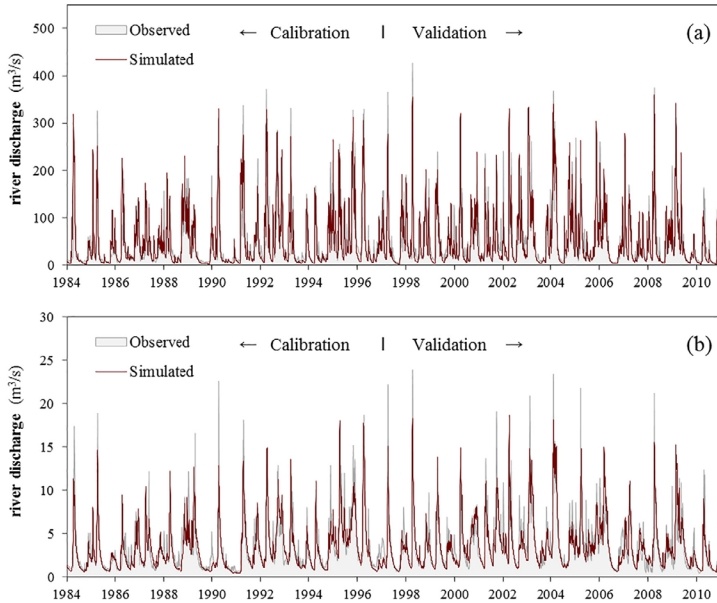 550
500
400
300
200
100
0
river discharge (m³/s)
Observed
Simulated
← Calibration | Validation →
(a)
1984 1986 1988 1990 1992 1994 1996 1998 2000 2002 2004 2006 2008 2010
30
25
20
15
10
5
0
river discharge (m³/s)
Observed
Simulated
← Calibration | Validation →
(b)
1984 1986 1988 1990 1992 1994 1996 1998 2000 2002 2004 2006 2008 2010